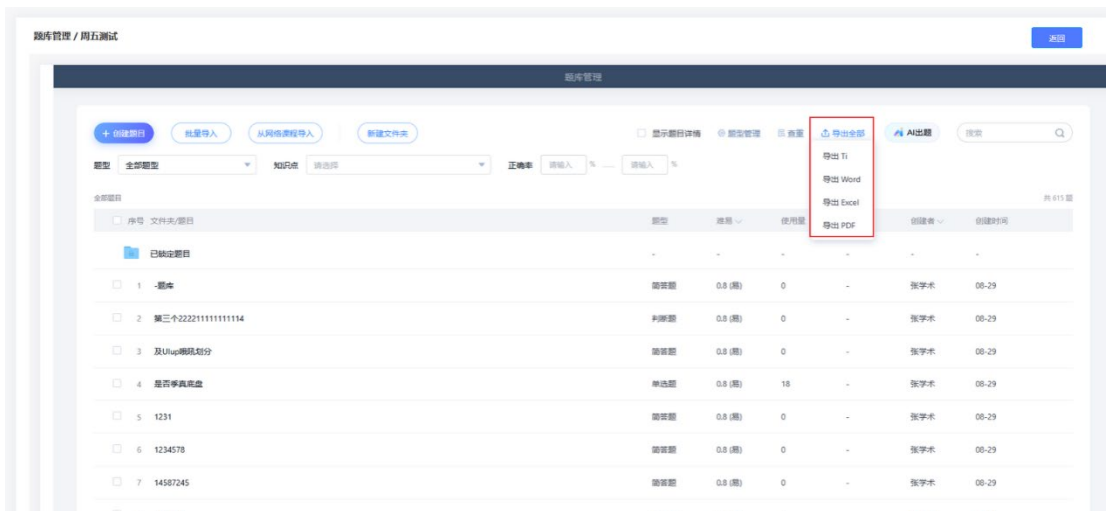 题库管理 / 周五测试
返回
题库管理
+ 创建题目 批量导入 从网络课程导入 新建文件夹 显示题目详情 题型管理 查重 导出全部 AI出题 搜索
导出 Ti
题型 全部题型 知识点 请选择 正确率 请输入 % — 请输入 %
导出 Word
全部题目 导出 Excel 共 615 题
序号 文件夹/题目 题型 难易 使用量 导出 PDF 创建者 创建时间
已锁定题目 - - - - - -
1 -题库 简答题 0.8 (易) 0 - 张学术 08-29
2 第三个222211111111114 判断题 0.8 (易) 0 - 张学术 08-29
3 及UIup哦吼划分 简答题 0.8 (易) 0 - 张学术 08-29
4 是否季真底盘 单选题 0.8 (易) 18 - 张学术 08-29
5 1231 简答题 0.8 (易) 0 - 张学术 08-29
6 1234578 简答题 0.8 (易) 0 - 张学术 08-29
7 14587245 简答题 0.8 (易) 0 - 张学术 08-29